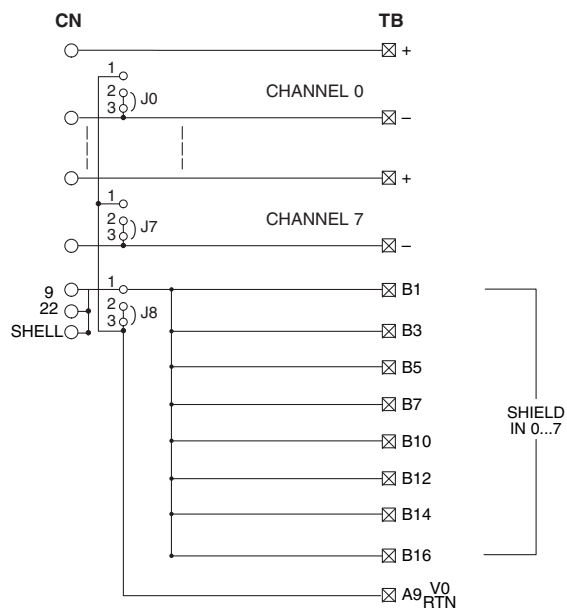 CN TB
+
1
2 J0 CHANNEL 0
3
–
+
1
2 J7 CHANNEL 7
3
–
9 1 B1
22 2 J8
SHELL 3 B3
B5
B7
SHIELD
IN 0...7
B10
B12
B14
B16
A9 V0
RTN